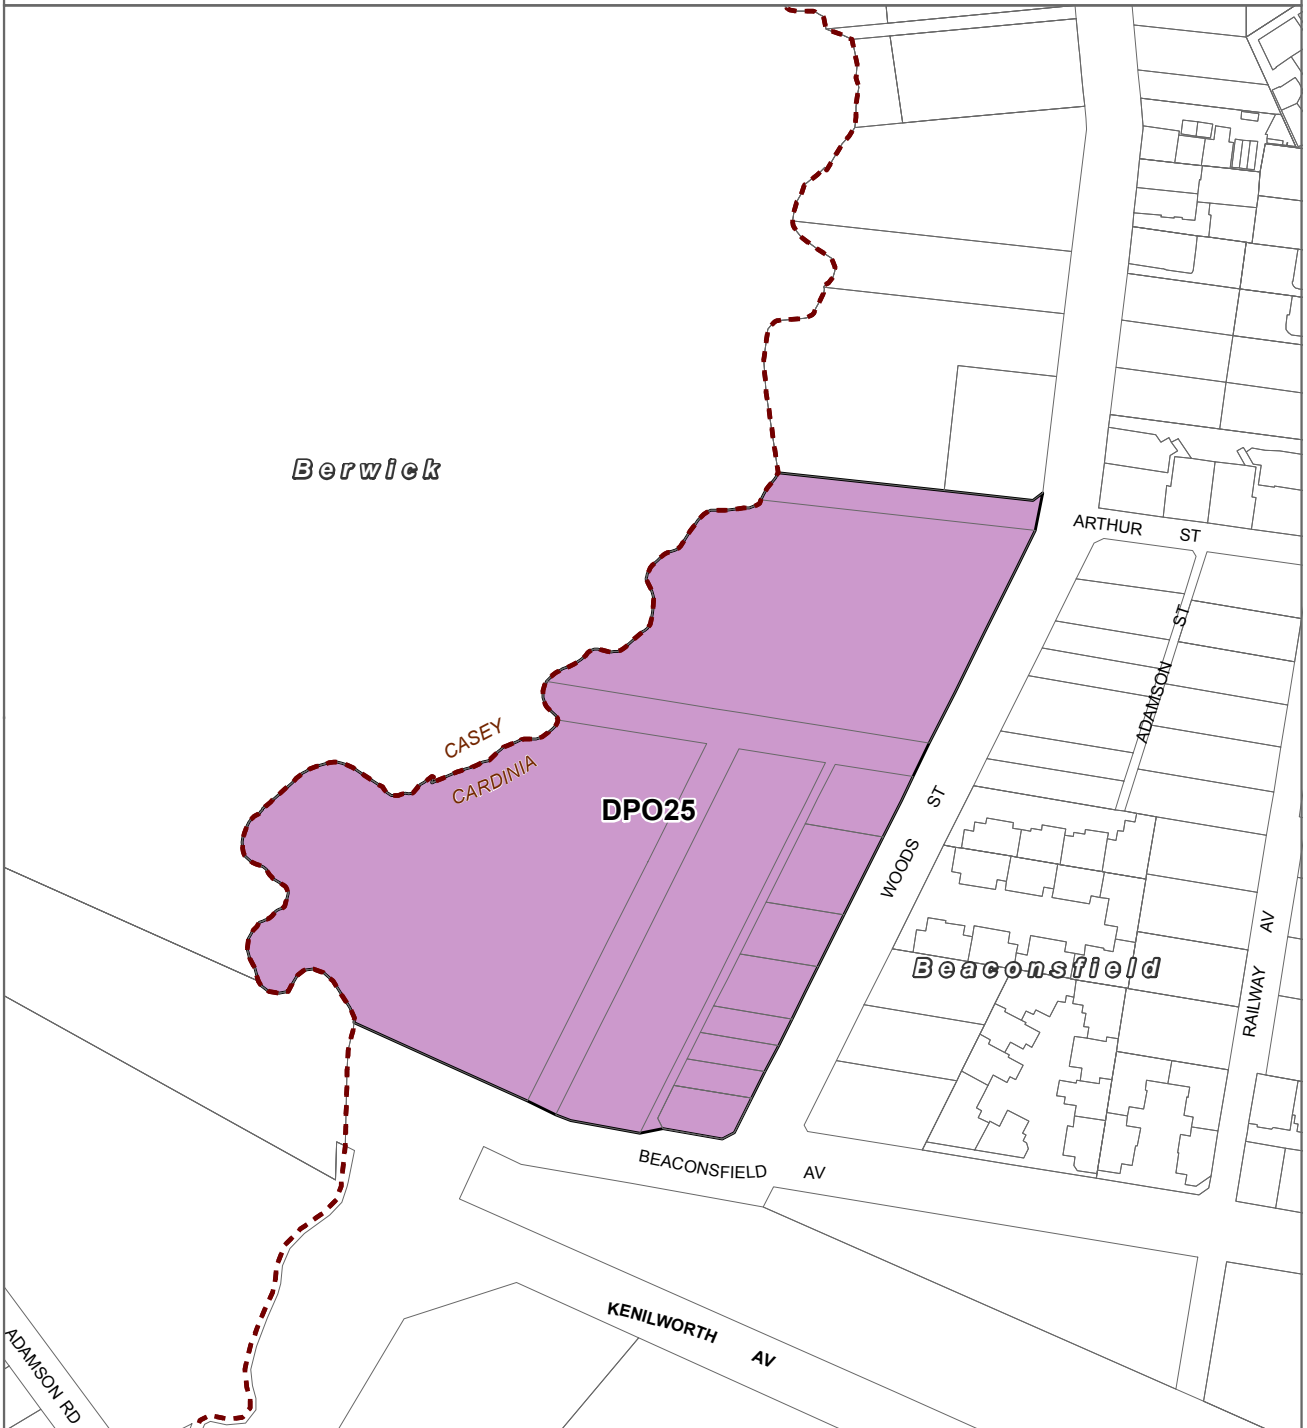 Berwick
ARTHUR ST
ADAMSON ST
CASEY
CARDINIA
DPO25
WOODS ST
Beaconsfield
RAILWAY AV
BEACONSFIELD AV
KENILWORTH AV
ADAMSON RD